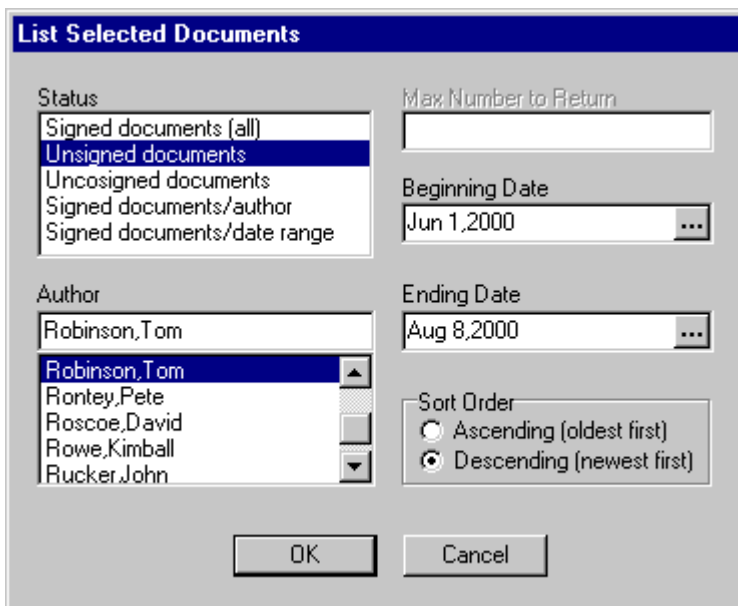 List Selected Documents
Status
Signed documents (all)
Unsigned documents
Uncosigned documents
Signed documents/author
Signed documents/date range
Max Number to Return
Beginning Date
Jun 1,2000
...
Author
Robinson,Tom
Robinson,Tom
Rontey,Pete
Roscoe,David
Rowe,Kimball
Rucker,John
Ending Date
Aug 8,2000
...
Sort Order
Ascending (oldest first)
Descending (newest first)
OK
Cancel